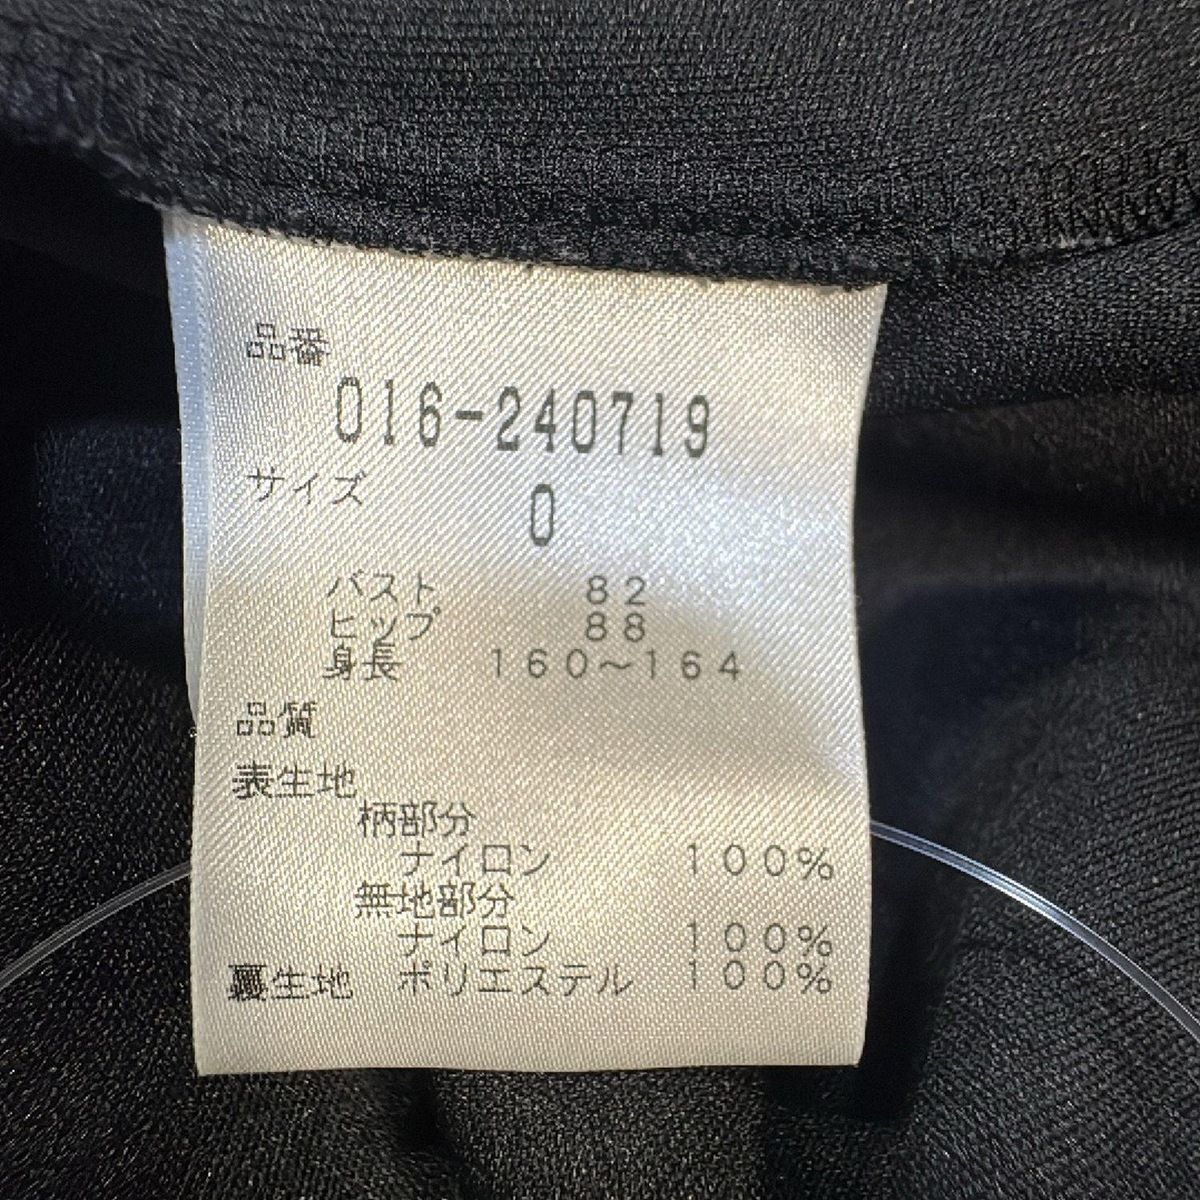 品番
016-240719
サイズ
0
バスト 82
ヒップ 88
身長 160~164
品質
表生地
柄部分
ナイロン 100%
無地部分
ナイロン 100%
裏生地 ポリエステル 100%